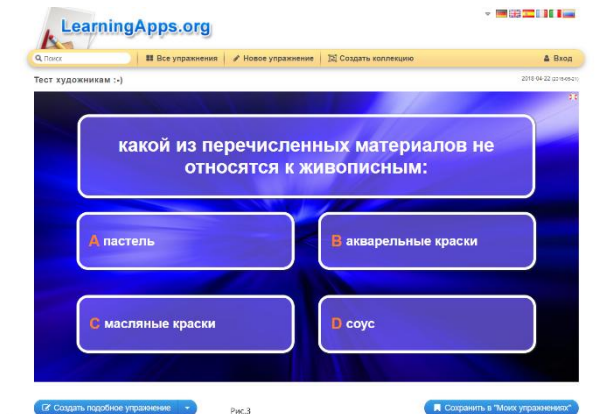 LearningApps.org
Поиск
Все упражнения
Новое упражнение
Создать коллекцию
Вход
Тест художникам :-)
какой из перечисленных материалов не
относятся к живописным:
A пастель
B акварельные краски
C масляные краски
D соус
Создать подобное упражнение
Рис.3
Сохранить в "Моих упражнениях"